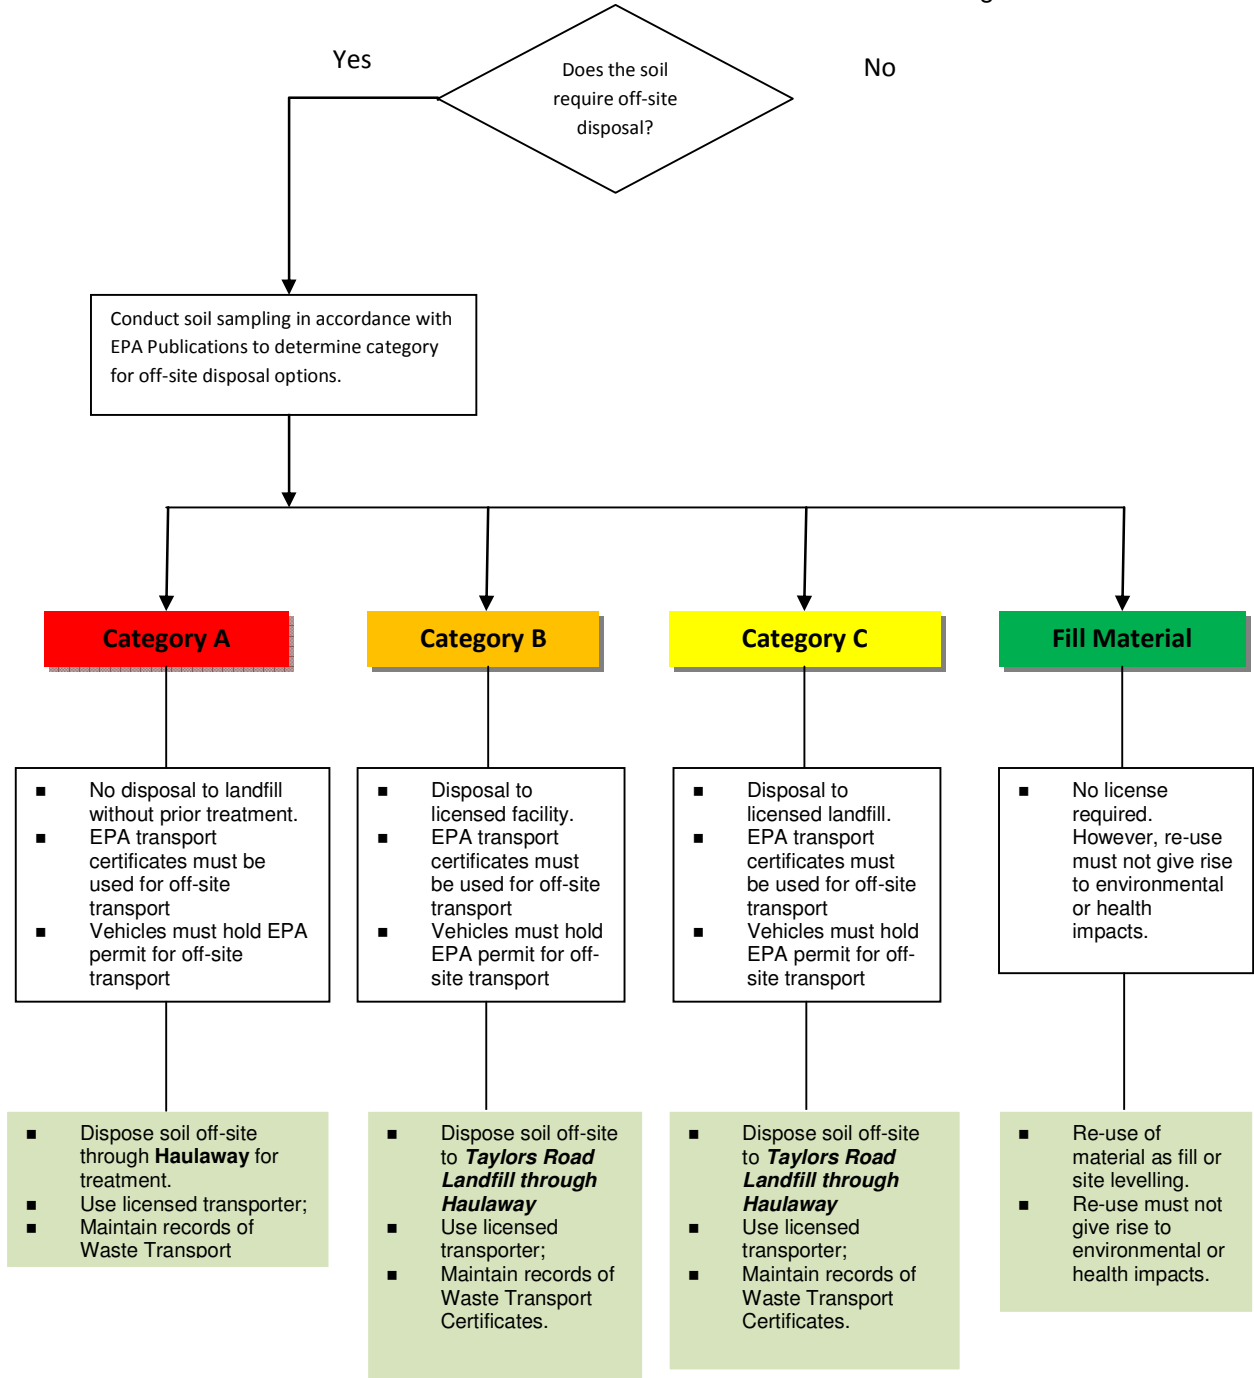 g
Yes
Does the soil
require off-site
disposal?
No
Conduct soil sampling in accordance with
EPA Publications to determine category
for off-site disposal options.
Category A
Category B
Category C
Fill Material
■ No disposal to landfill
without prior treatment.
■ EPA transport
certificates must be
used for off-site
transport
■ Vehicles must hold EPA
permit for off-site
transport
■ Disposal to
licensed facility.
■ EPA transport
certificates must
be used for off-site
transport
■ Vehicles must hold
EPA permit for off-
site transport
■ Disposal to
licensed landfill.
■ EPA transport
certificates must
be used for off-site
transport
■ Vehicles must hold
EPA permit for off-
site transport
■ No license
required.
However, re-use
must not give rise
to environmental
or health
impacts.
■ Dispose soil off-site
through Haulaway for
treatment.
■ Use licensed transporter;
■ Maintain records of
Waste Transport
■ Dispose soil off-site
to Taylors Road
Landfill through
Haulaway
■ Use licensed
transporter;
■ Maintain records of
Waste Transport
Certificates.
■ Dispose soil off-site
to Taylors Road
Landfill through
Haulaway
■ Use licensed
transporter;
■ Maintain records of
Waste Transport
Certificates.
■ Re-use of
material as fill or
site levelling.
■ Re-use must not
give rise to
environmental or
health impacts.